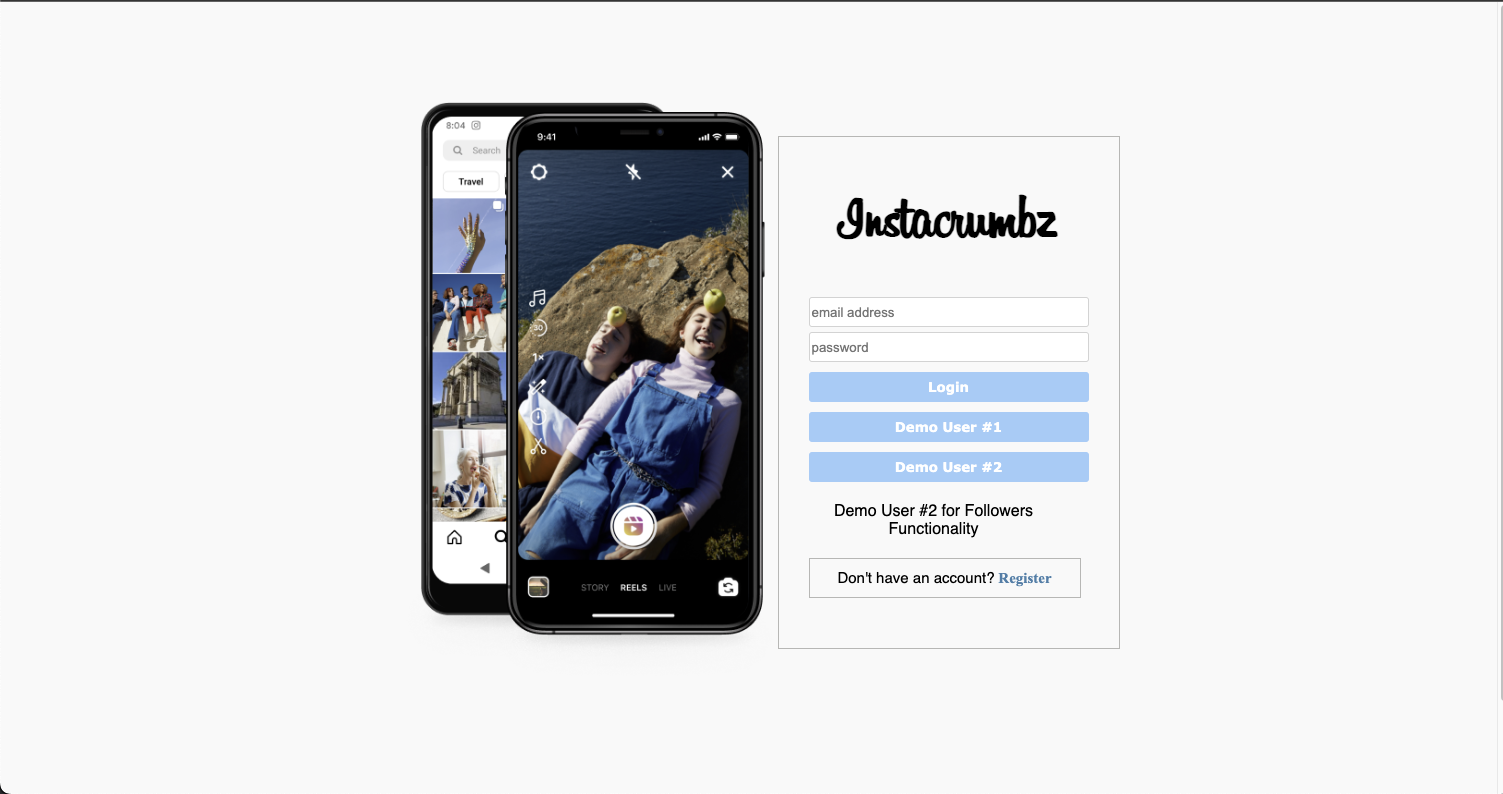 8:04
Search
Travel
9:41
30
1×
STORY REELS LIVE
Instacrumbz
email address
password
Login
Demo User #1
Demo User #2
Demo User #2 for Followers
Functionality
Don't have an account? Register